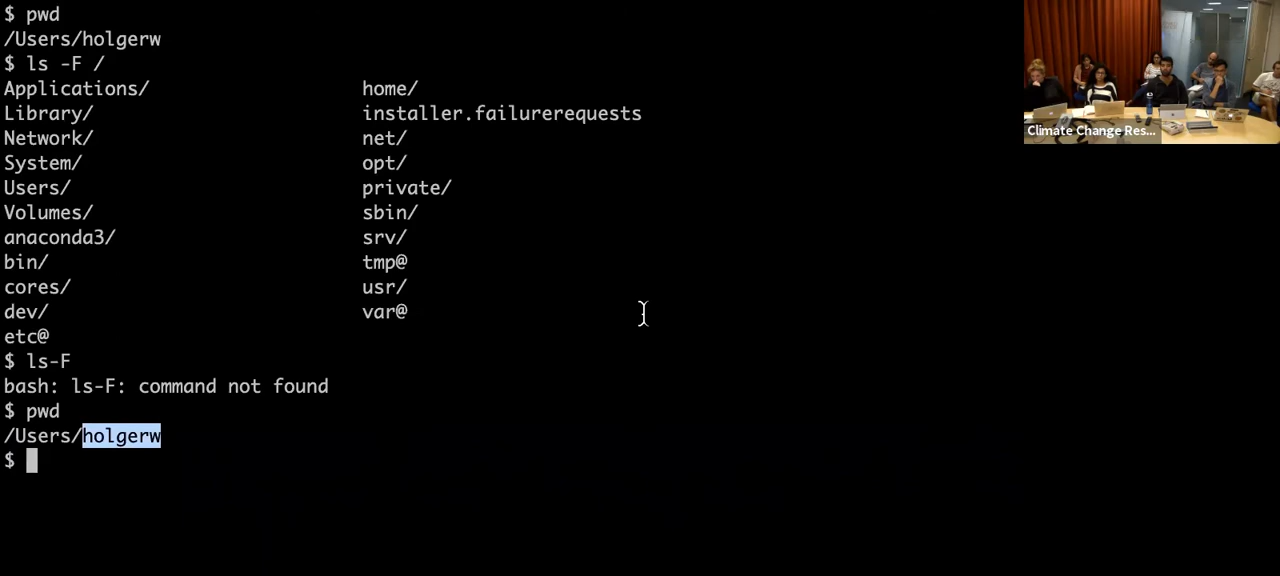 $ pwd
/Users/holgerw
$ ls -F /
Applications/ home/
Library/ installer.failurerequests
Network/ net/
System/ opt/
Users/ private/
Volumes/ sbin/
anaconda3/ srv/
bin/ tmp@
cores/ usr/
dev/ var@
etc@
$ ls-F
bash: ls-F: command not found
$ pwd
/Users/holgerw
$
Climate Change Res...